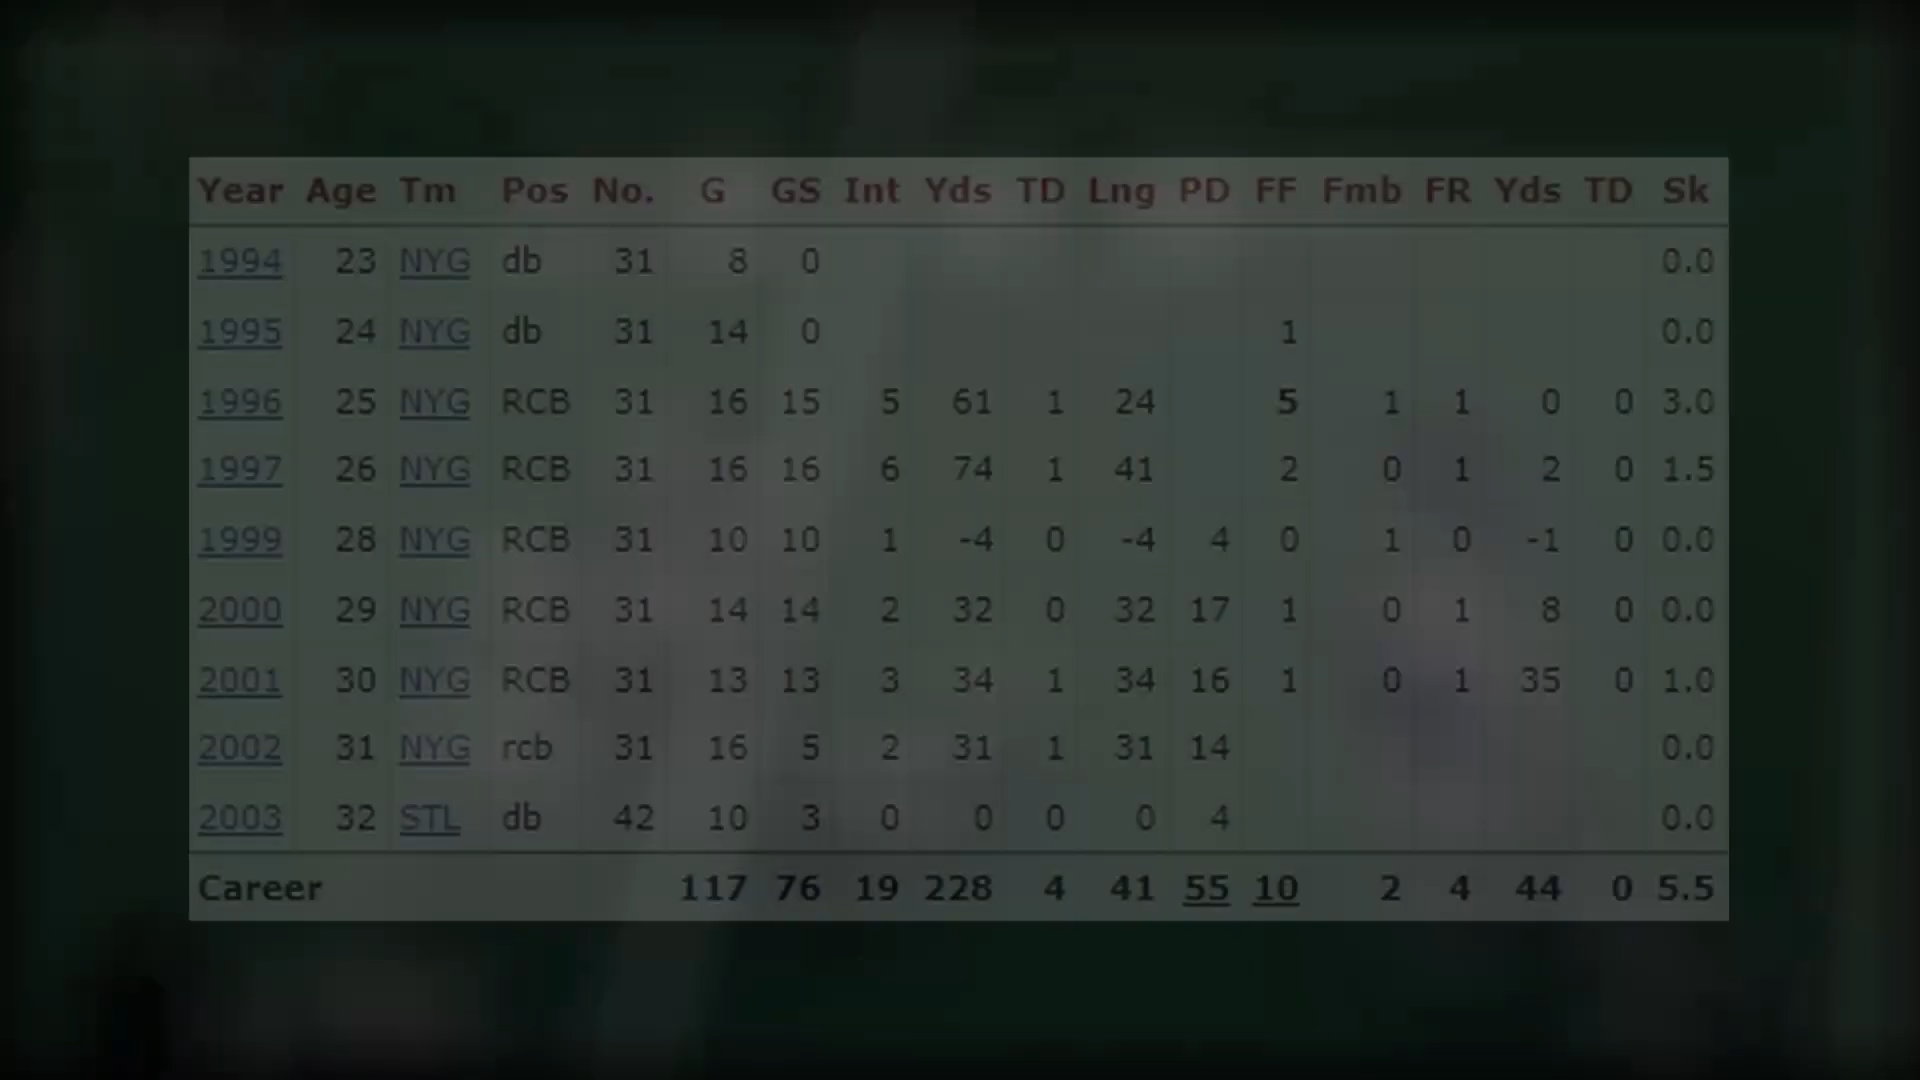 Year Age Tm Pos No. G GS Int Yds TD Lng PD FF Fmb FR Yds TD Sk
1994 23 NYG db 31 8 0 0.0
1995 24 NYG db 31 14 0 1 0.0
1996 25 NYG RCB 31 16 15 5 61 1 24 5 1 1 0 0 3.0
1997 26 NYG RCB 31 16 16 6 74 1 41 2 0 1 2 0 1.5
1999 28 NYG RCB 31 10 10 1 -4 0 -4 4 0 1 0 -1 0 0.0
2000 29 NYG RCB 31 14 14 2 32 0 32 17 1 0 1 8 0 0.0
2001 30 NYG RCB 31 13 13 3 34 1 34 16 1 0 1 35 0 1.0
2002 31 NYG rcb 31 16 5 2 31 1 31 14 0.0
2003 32 STL db 42 10 3 0 0 0 0 4 0.0
Career 117 76 19 228 4 41 55 10 2 4 44 0 5.5